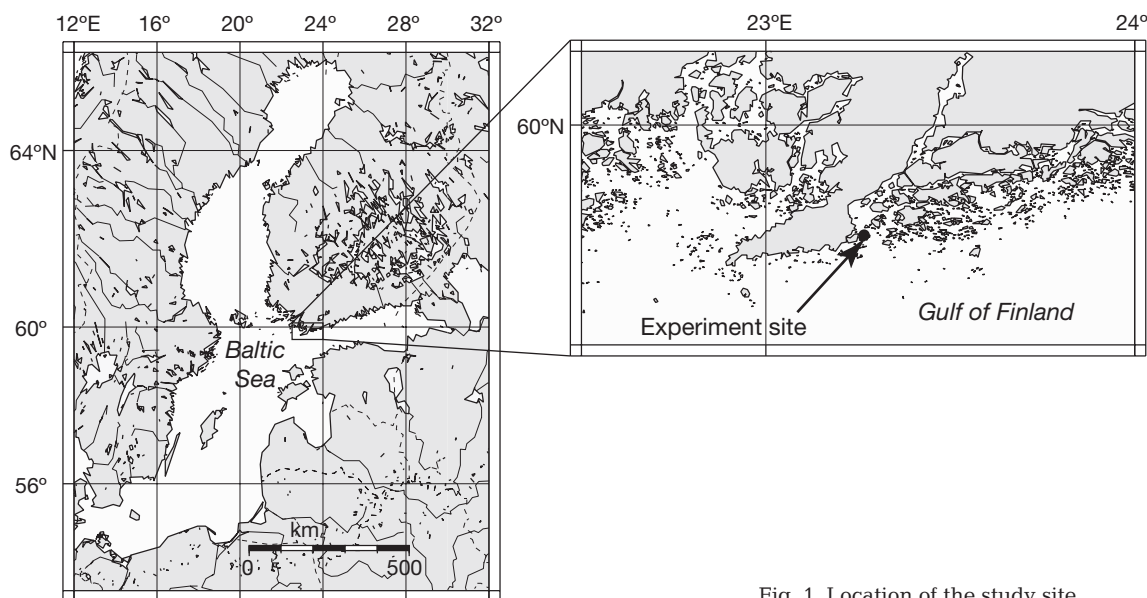 12ºE 16º 20º 24º 28º 32º
64ºN
60º
56º
Baltic
Sea
km
0 500
23ºE 24º
60ºN
Experiment site
Gulf of Finland
Fig. 1. Location of the study site